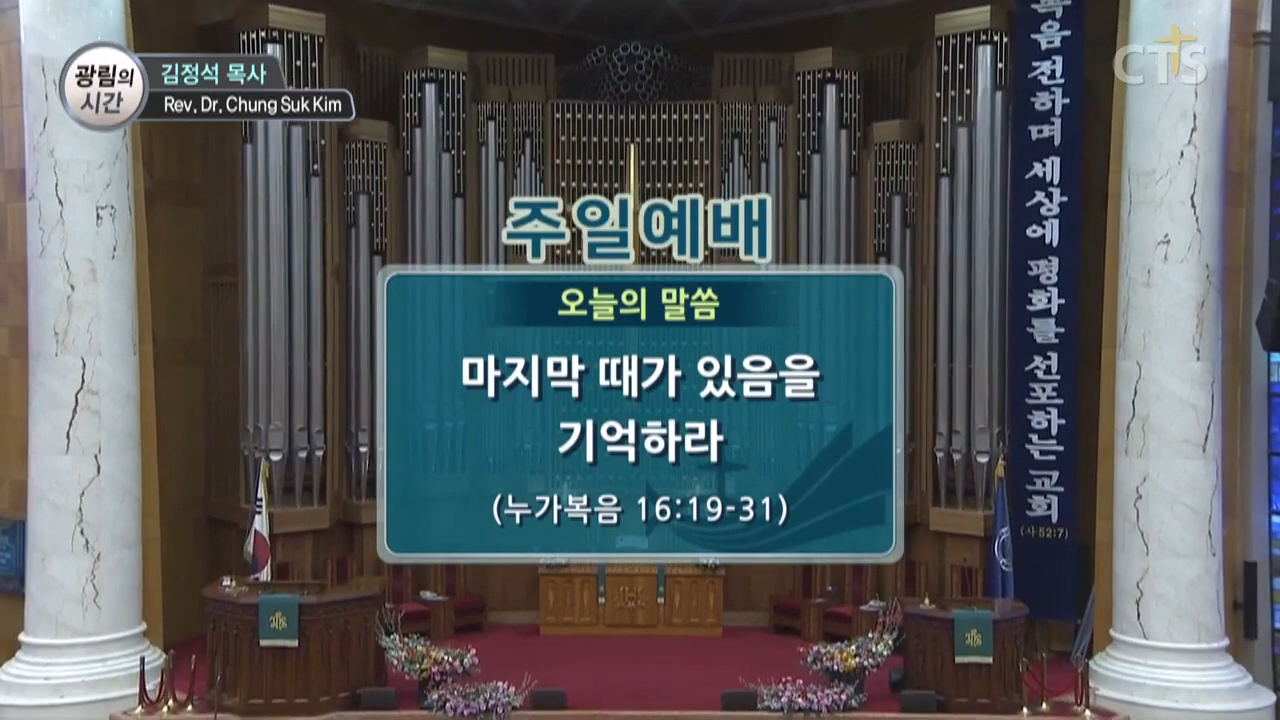 광림의
시간
김정석 목사
Rev. Dr. Chung Suk Kim
CTS
주일예배
오늘의 말씀
마지막 때가 있음을
기억하라
(누가복음 16:19-31)
복음 전하며 세상에 평화를 선포하는 교회
(사52:7)